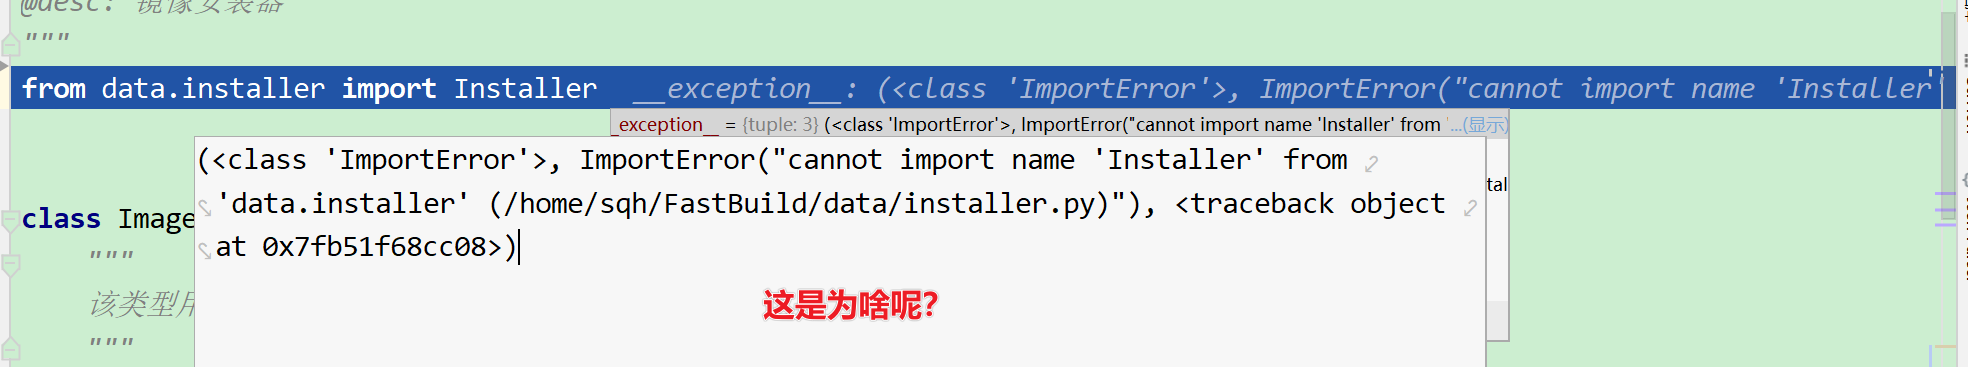 @desc: 镜像安装器
"""
from data.installer import Installer __exception__: (<class 'ImportError'>, ImportError("cannot import name 'Installer'
_exception__ = {tuple: 3} (<class 'ImportError'>, ImportError("cannot import name 'Installer' from '...(显示)
(<class 'ImportError'>, ImportError("cannot import name 'Installer' from
'data.installer' (/home/sqh/FastBuild/data/installer.py)"), <traceback object
at 0x7fb51f68cc08>)
tal
class Image
"""
该类型用
"""
这是为啥呢?